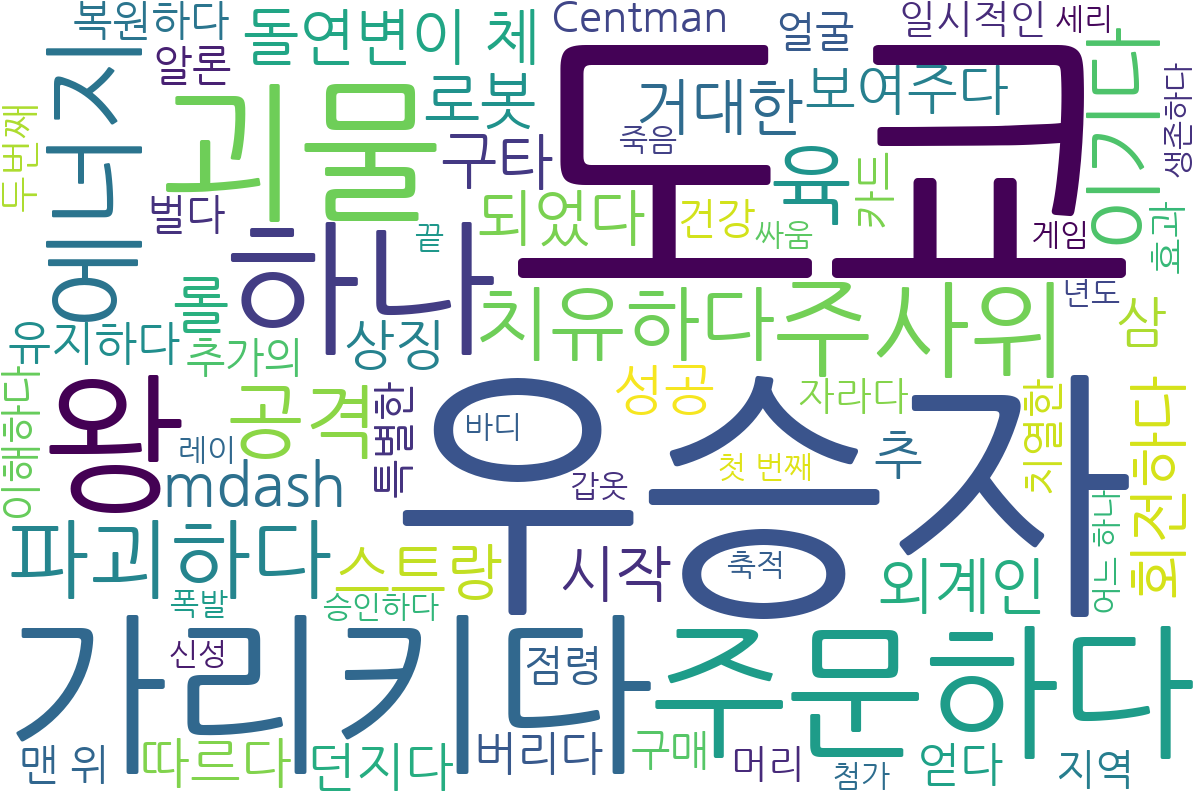 복원하다
돌연변이 체
Centman
얼굴
일시적인
세리
알론
에너지
괴물
로봇
거대한
보여주다
도쿄
이기다
생존하다
두번째
구타
죽음
육
카드
벌다
되었다
건강
싸움
게임
효과
끝
하나
롤
치유하다
주사위
년도
삼
유지하다
추가의
상징
왕
공격
특별한
우승자
바디
성공
자라다
치열한
회전하다
이해하다
레이
mdash
갑옷
첫 번째
추
파괴하다
스트랑
시작
축적
외계인
어느 하나
폭발
승인하다
가리키다
신성
점령
주문하다
맨 위
따르다
던지다
버리다
구매
머리
첨가
얻다
지역